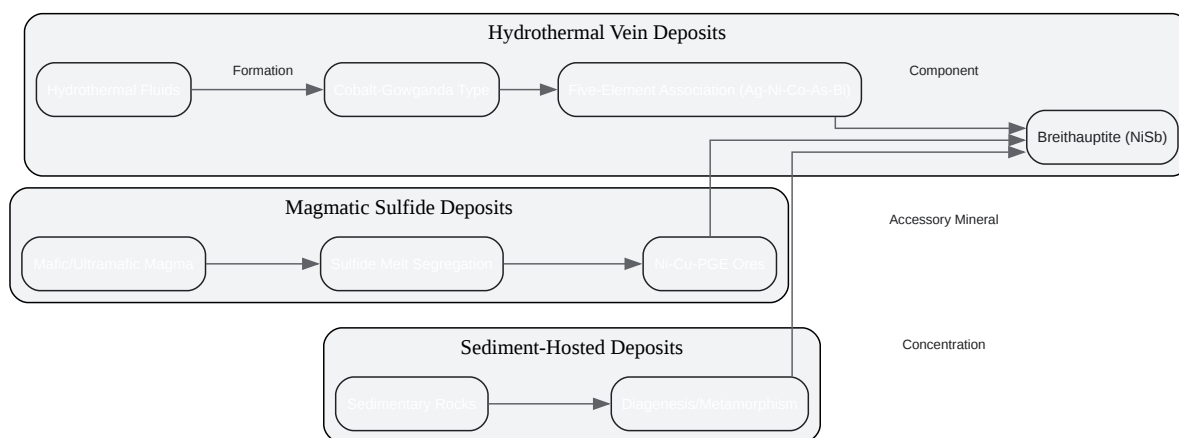 Hydrothermal Vein Deposits
Hydrothermal Fluids
Formation
Cobalt-Gowganda Type
Five-Element Association (Ag-Ni-Co-As-Bi)
Component
Breithauptite (NiSb)
Magmatic Sulfide Deposits
Mafic/Ultramafic Magma
Sulfide Melt Segregation
Ni-Cu-PGE Ores
Accessory Mineral
Sediment-Hosted Deposits
Sedimentary Rocks
Diagenesis/Metamorphism
Concentration